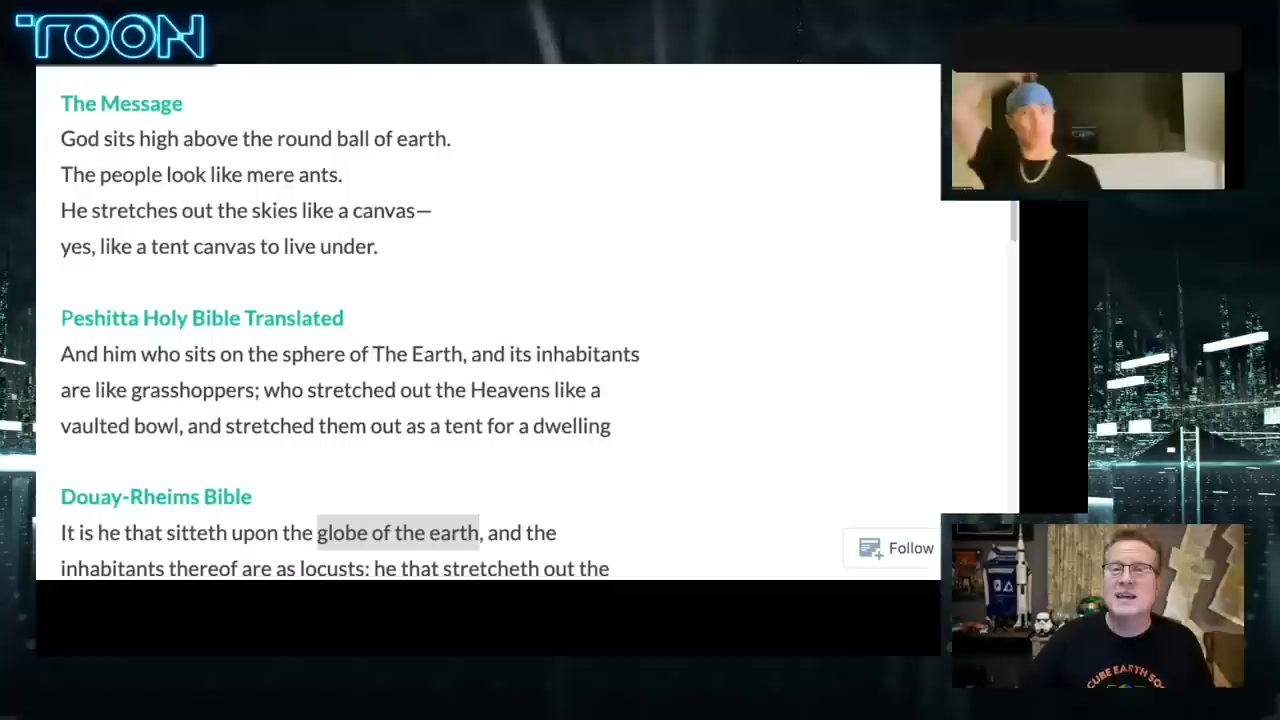 TOON
The Message
God sits high above the round ball of earth.
The people look like mere ants.
He stretches out the skies like a canvas—
yes, like a tent canvas to live under.
Peshitta Holy Bible Translated
And him who sits on the sphere of The Earth, and its inhabitants
are like grasshoppers; who stretched out the Heavens like a
vaulted bowl, and stretched them out as a tent for a dwelling
Douay-Rheims Bible
It is he that sitteth upon the globe of the earth, and the
inhabitants thereof are as locusts: he that stretcheth out the
Follow
CUBE EARTH SOC